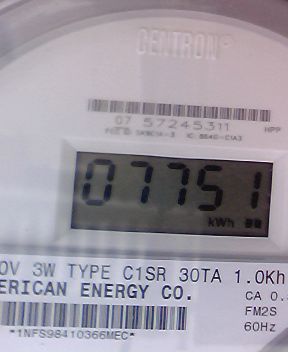 CENTRON®
07 57245311 HPP
07751
kWh
0V 3W TYPE C1SR 30TA 1.0Kh
ERICAN ENERGY CO. CA 0.
FM2S
*1NFS98410366MEC* 60Hz